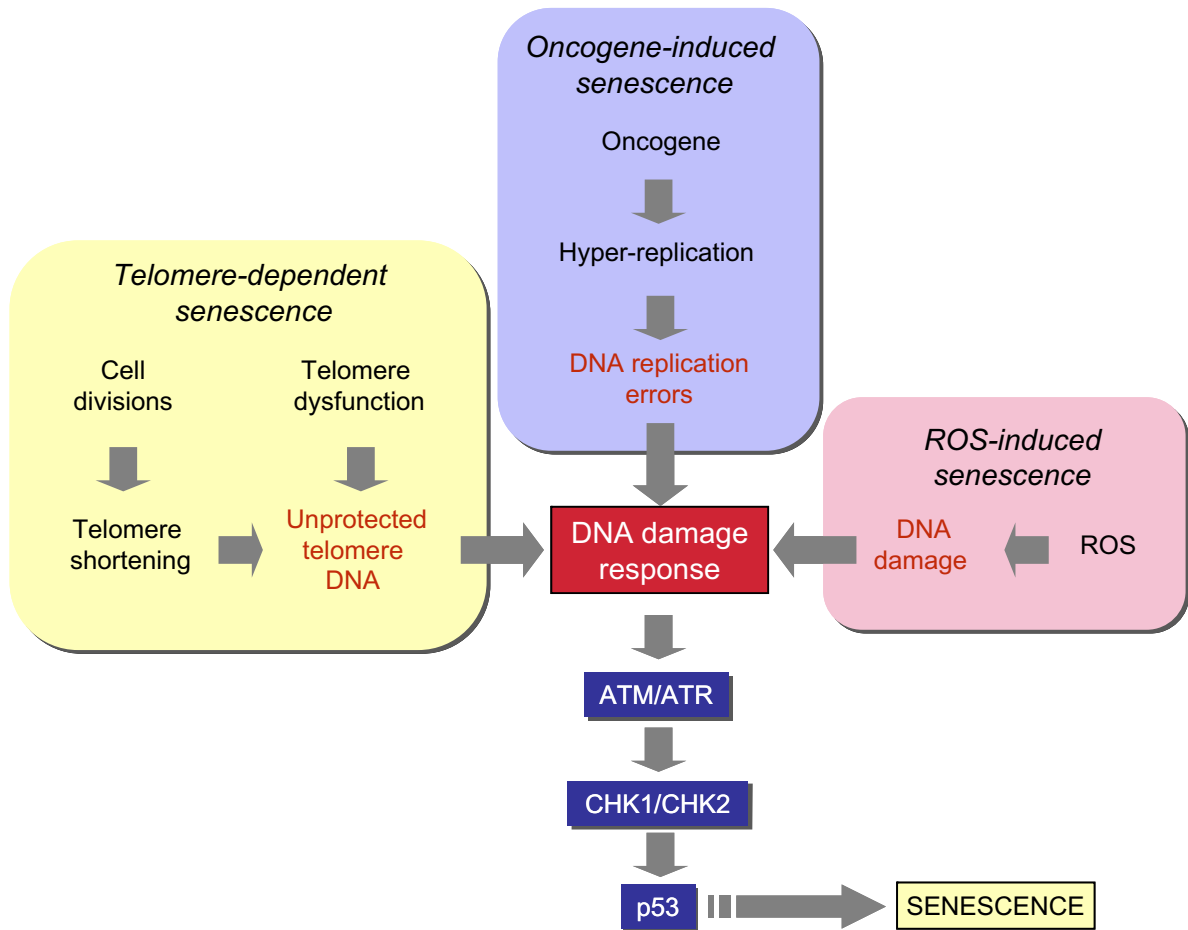 Oncogene-induced
senescence
Oncogene
Hyper-replication
DNA replication
errors
Telomere-dependent
senescence
Cell
divisions
Telomere
dysfunction
Telomere
shortening
Unprotected
telomere
DNA
ROS-induced
senescence
DNA
damage
ROS
DNA damage
response
ATM/ATR
CHK1/CHK2
p53
SENESCENCE